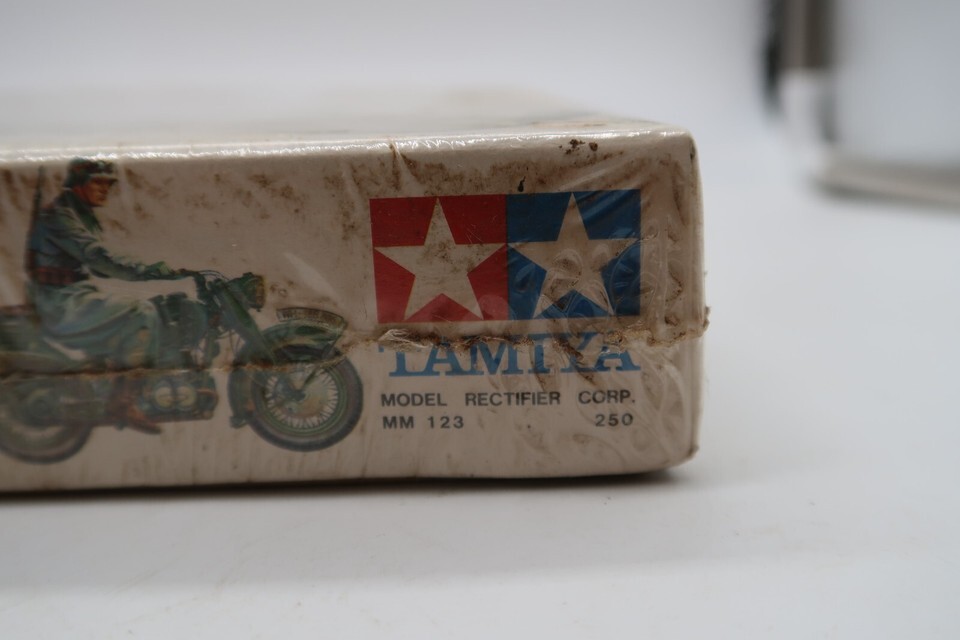 TAMIYA
MODEL RECTIFIER CORP.
MM 123 250